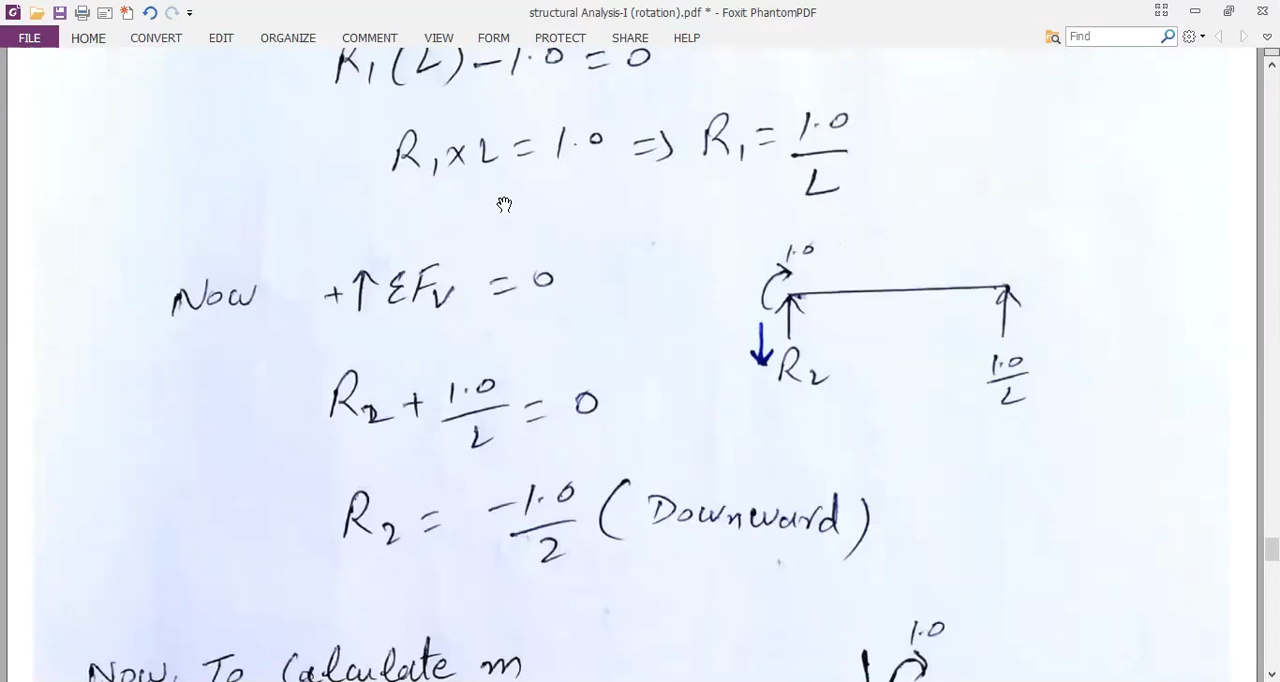 structural Analysis-I (rotation).pdf * - Foxit PhantomPDF
FILE HOME CONVERT EDIT ORGANIZE COMMENT VIEW FORM PROTECT SHARE HELP Find
R1(L) - 1.0 = 0
R1 × L = 1.0 => R1 = 1.0/L
1.0
Now +↑ΣFv = 0
R2
1.0/L
R2 + 1.0/L = 0
R2 = -1.0/2 (Downward)
1.0
Now, To Calculate m